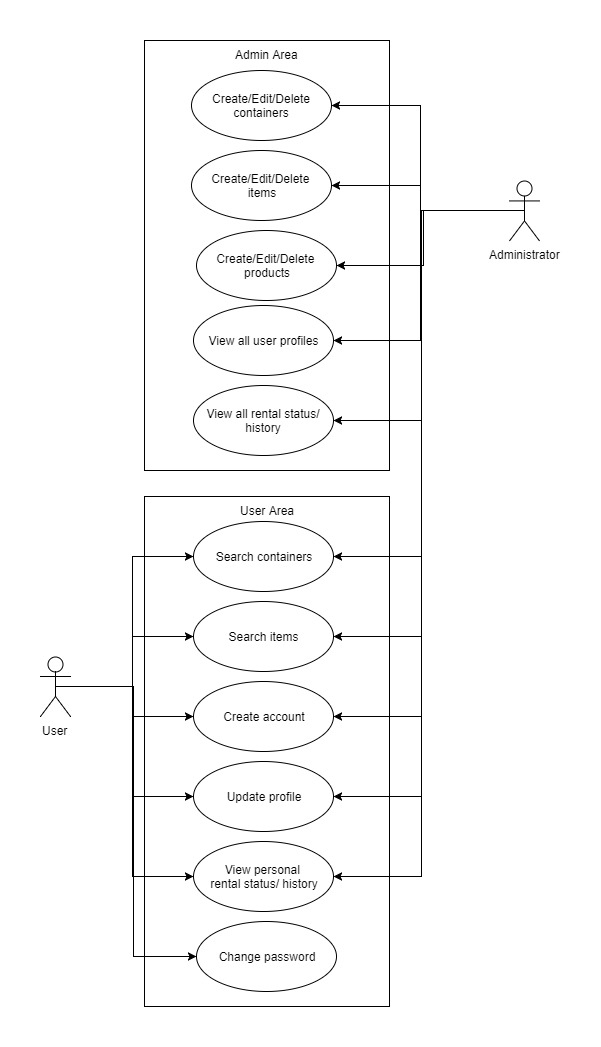 Admin Area
Create/Edit/Delete
containers
Create/Edit/Delete
items
Administrator
Create/Edit/Delete
products
View all user profiles
View all rental status/
history
User Area
Search containers
Search items
User
Create account
Update profile
View personal
rental status/ history
Change password